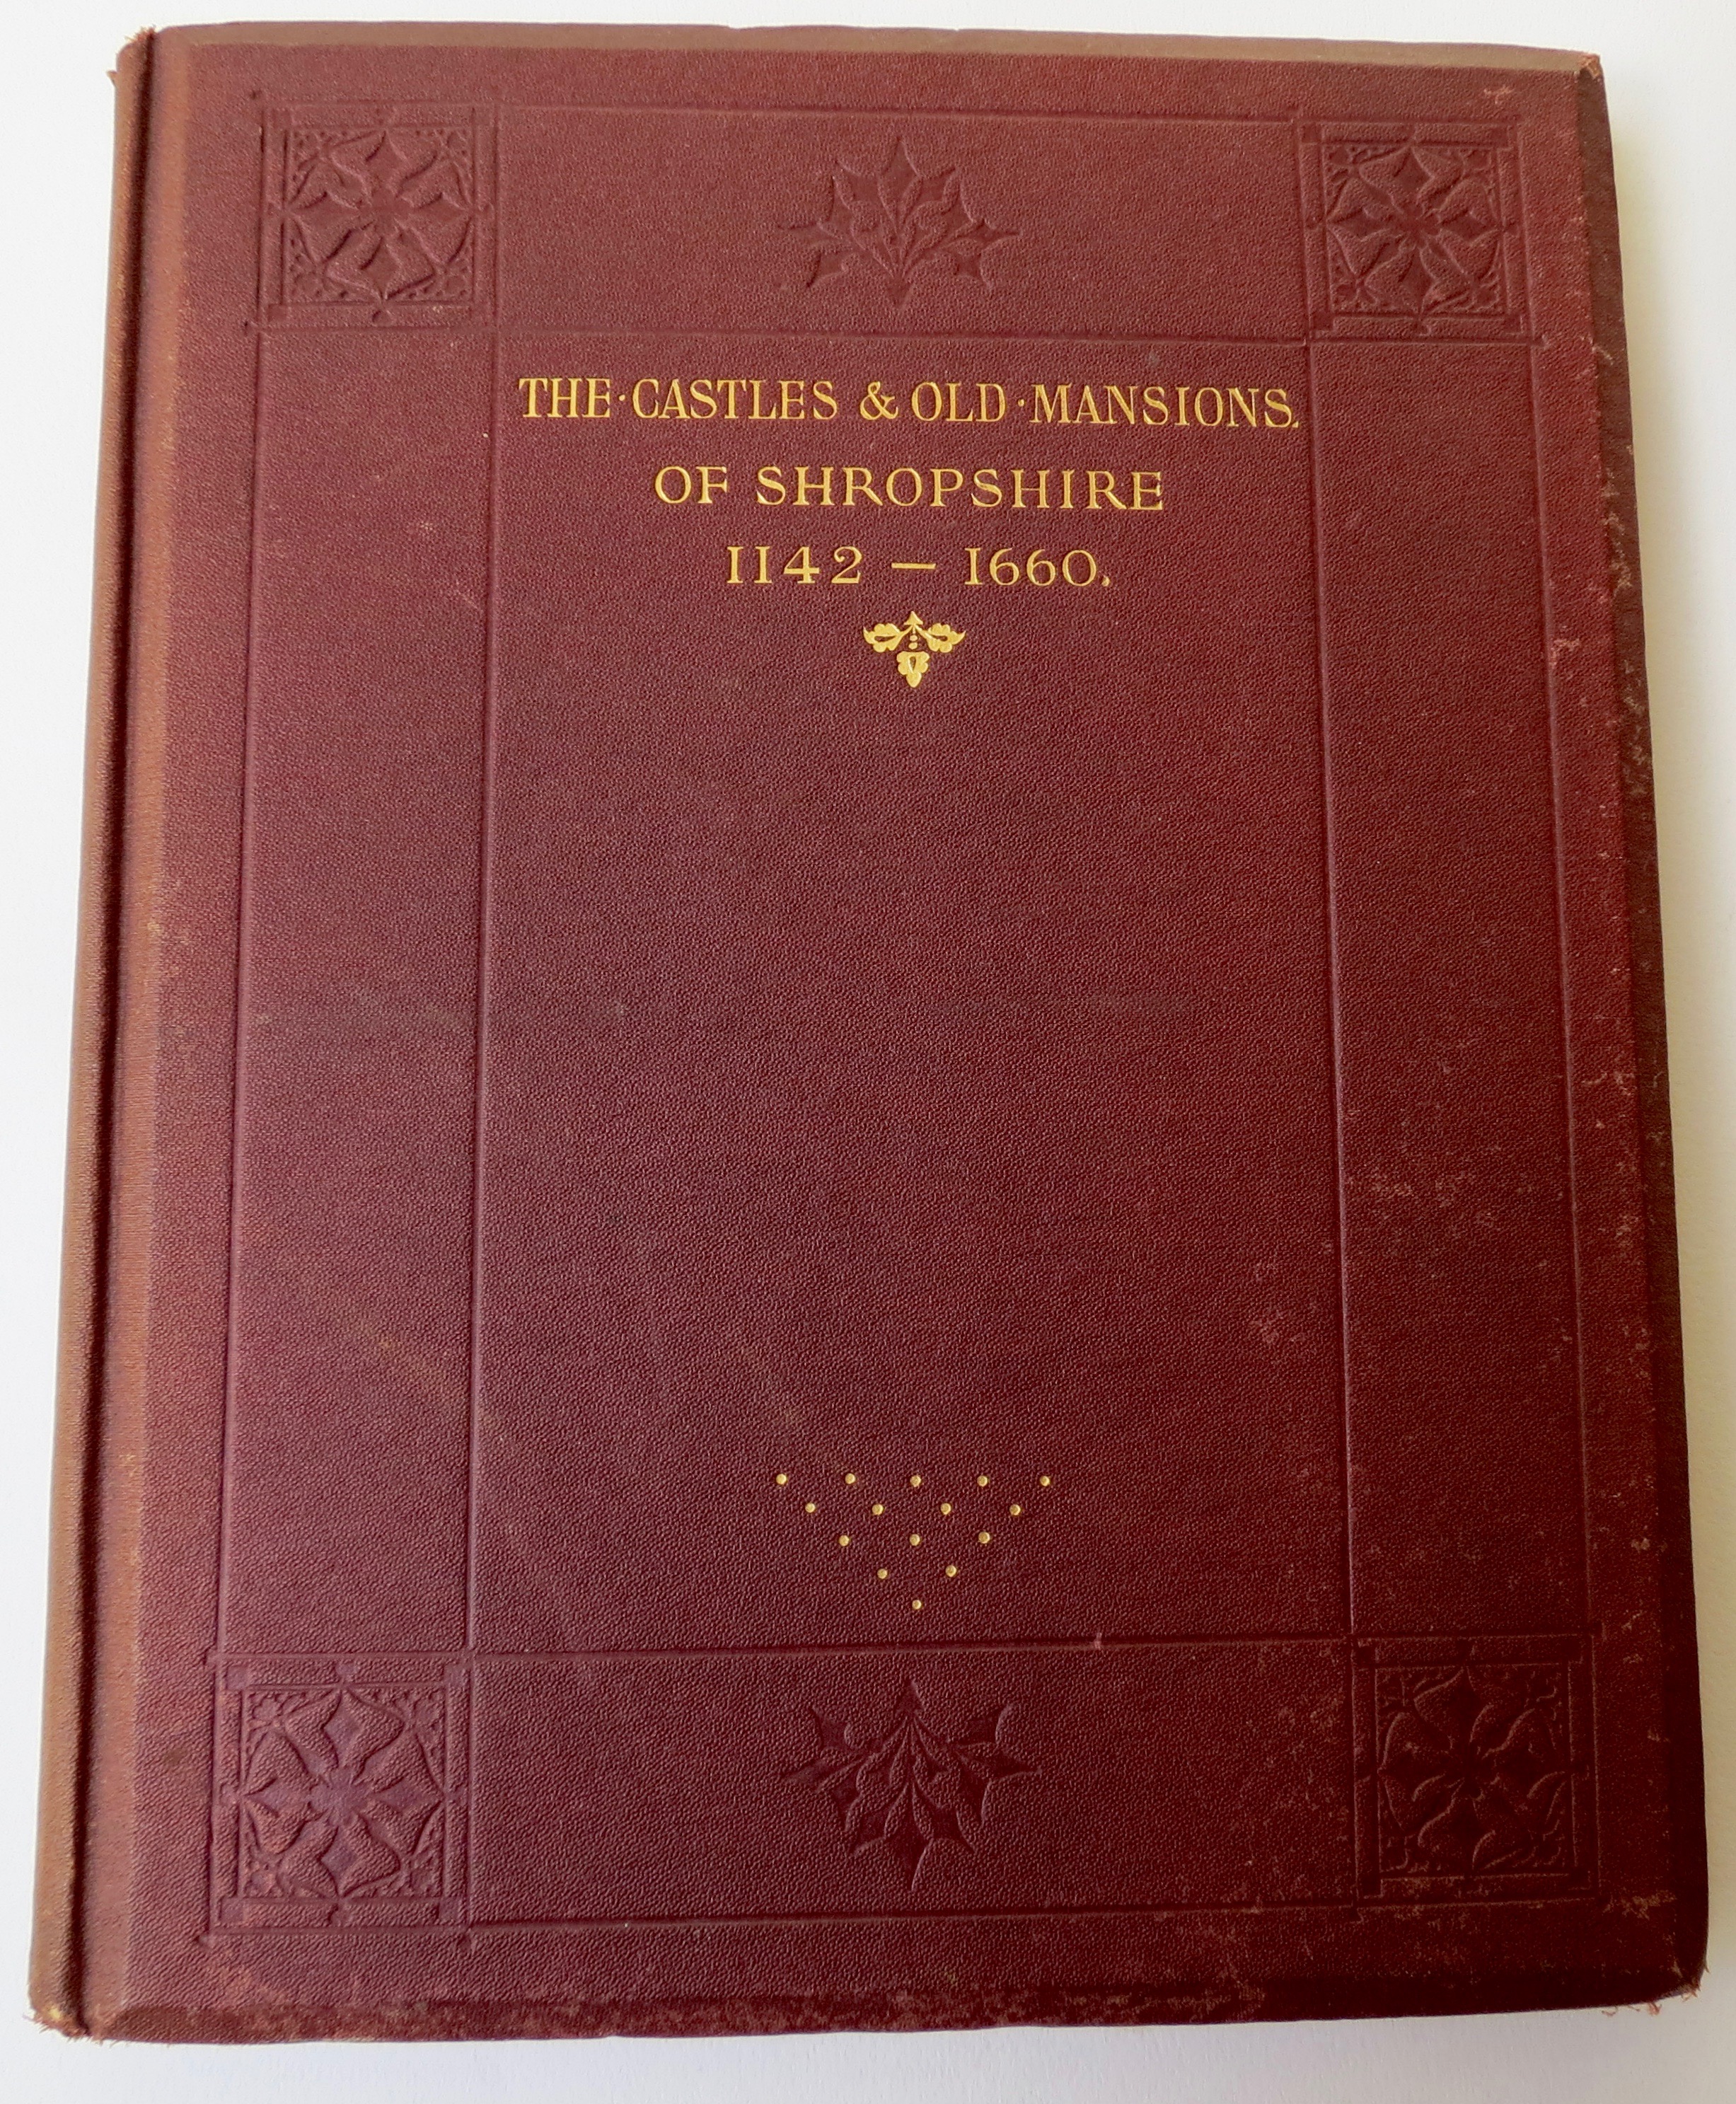 THE·CASTLES & OLD·MANSIONS.
OF SHROPSHIRE
1142 — 1660.